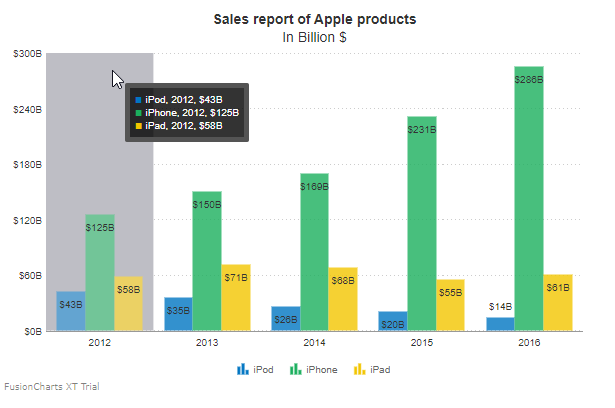 Sales report of Apple products
In Billion $
$300B
$240B
$180B
$120B
$60B
$0B
iPod, 2012, $43B
iPhone, 2012, $125B
iPad, 2012, $58B
$43B
$125B
$58B
$35B
$150B
$71B
$26B
$169B
$68B
$20B
$231B
$55B
$14B
$286B
$61B
2012
2013
2014
2015
2016
iPod
iPhone
iPad
FusionCharts XT Trial